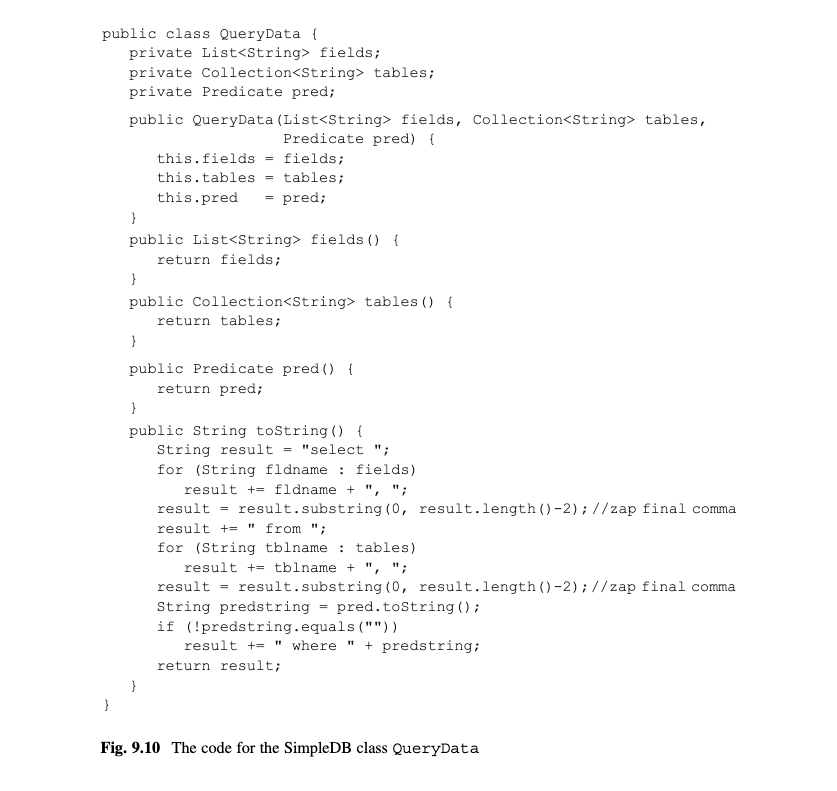 public class QueryData {
   private List<String> fields;
   private Collection<String> tables;
   private Predicate pred;
   public QueryData(List<String> fields, Collection<String> tables,
                    Predicate pred) {
      this.fields = fields;
      this.tables = tables;
      this.pred   = pred;
   }
   public List<String> fields() {
      return fields;
   }
   public Collection<String> tables() {
      return tables;
   }
   public Predicate pred() {
      return pred;
   }
   public String toString() {
      String result = "select ";
      for (String fldname : fields)
         result += fldname + ", ";
      result = result.substring(0, result.length()-2);//zap final comma
      result += " from ";
      for (String tblname : tables)
         result += tblname + ", ";
      result = result.substring(0, result.length()-2);//zap final comma
      String predstring = pred.toString();
      if (!predstring.equals(""))
         result += " where " + predstring;
      return result;
   }
}
Fig. 9.10 The code for the SimpleDB class QueryData